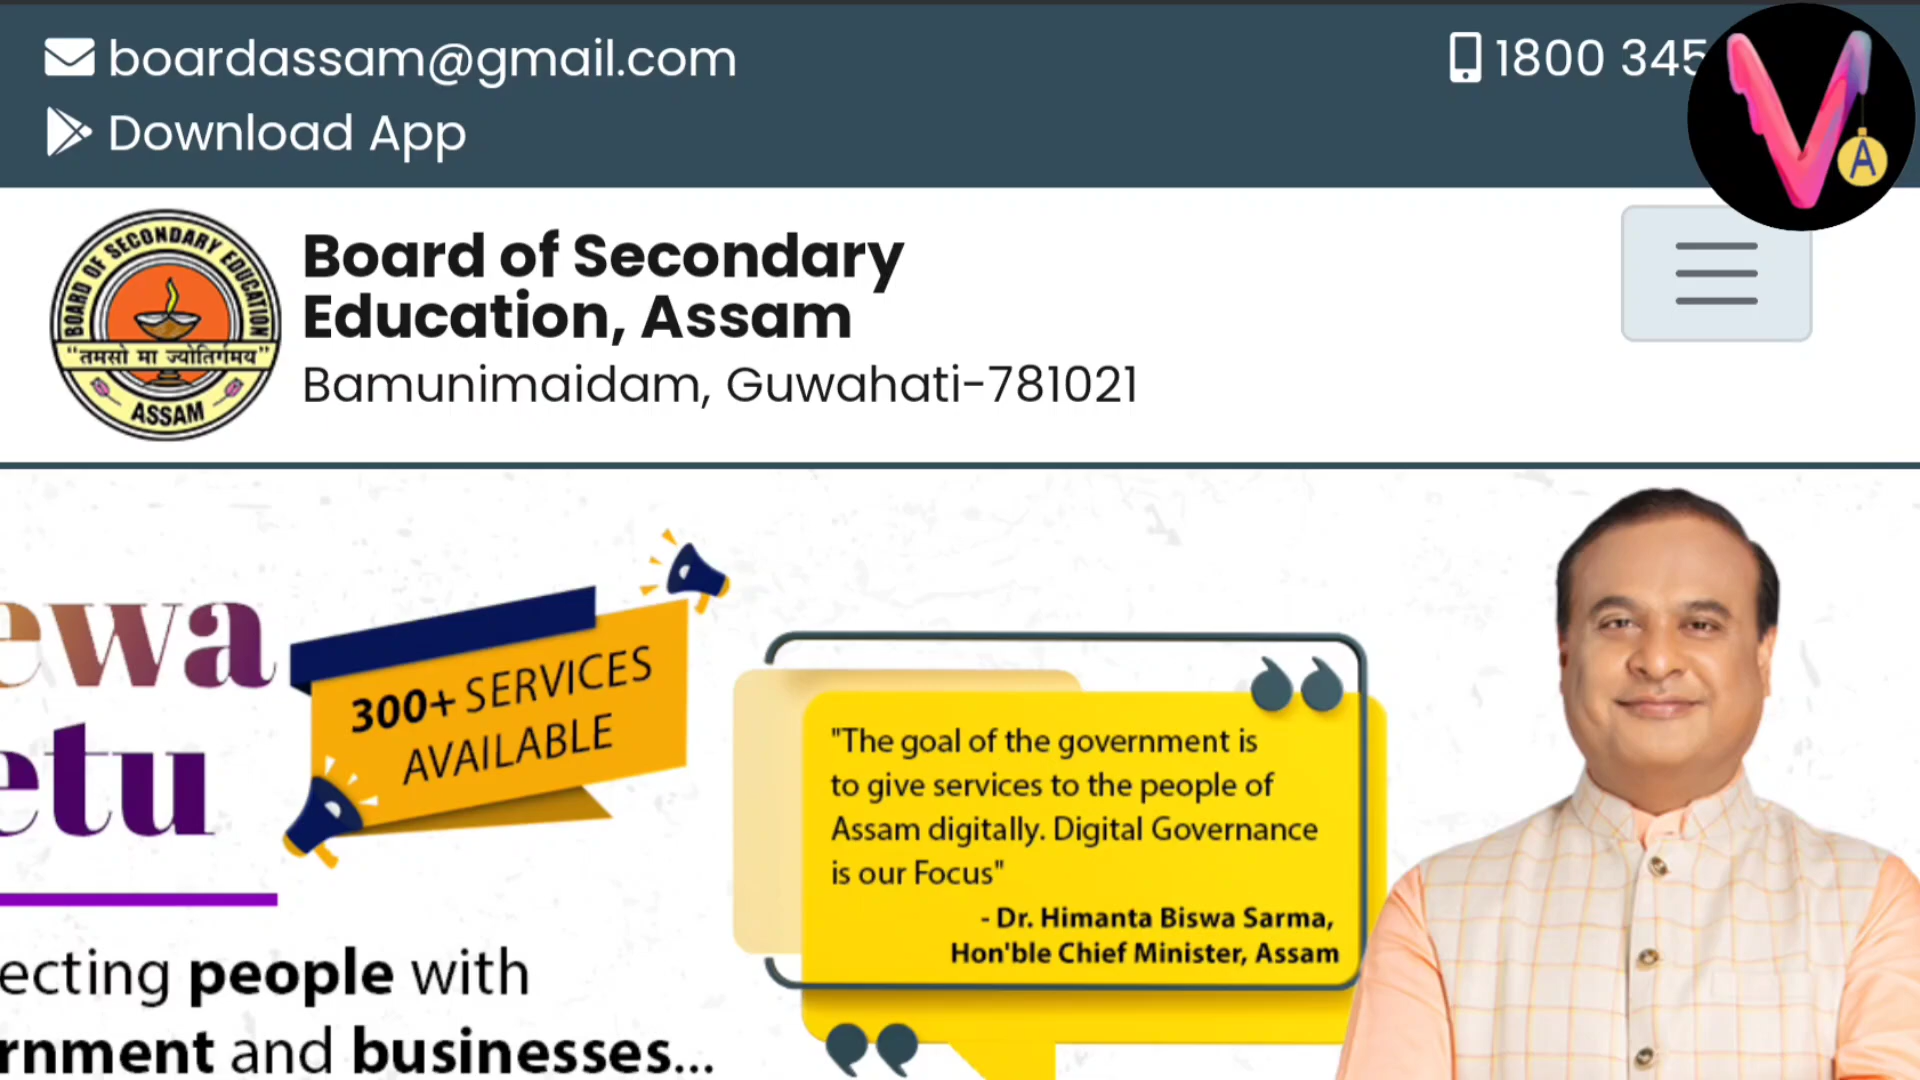 boardassam@gmail.com
1800 345
Download App
V
A
BOARD OF SECONDARY EDUCATION
"तमसो मा ज्योतिर्गमय"
ASSAM
Board of Secondary
Education, Assam
Bamunimaidam, Guwahati-781021
ewa
etu
300+ SERVICES
AVAILABLE
"The goal of the government is
to give services to the people of
Assam digitally. Digital Governance
is our Focus"
- Dr. Himanta Biswa Sarma,
Hon'ble Chief Minister, Assam
ecting people with
rnment and businesses...